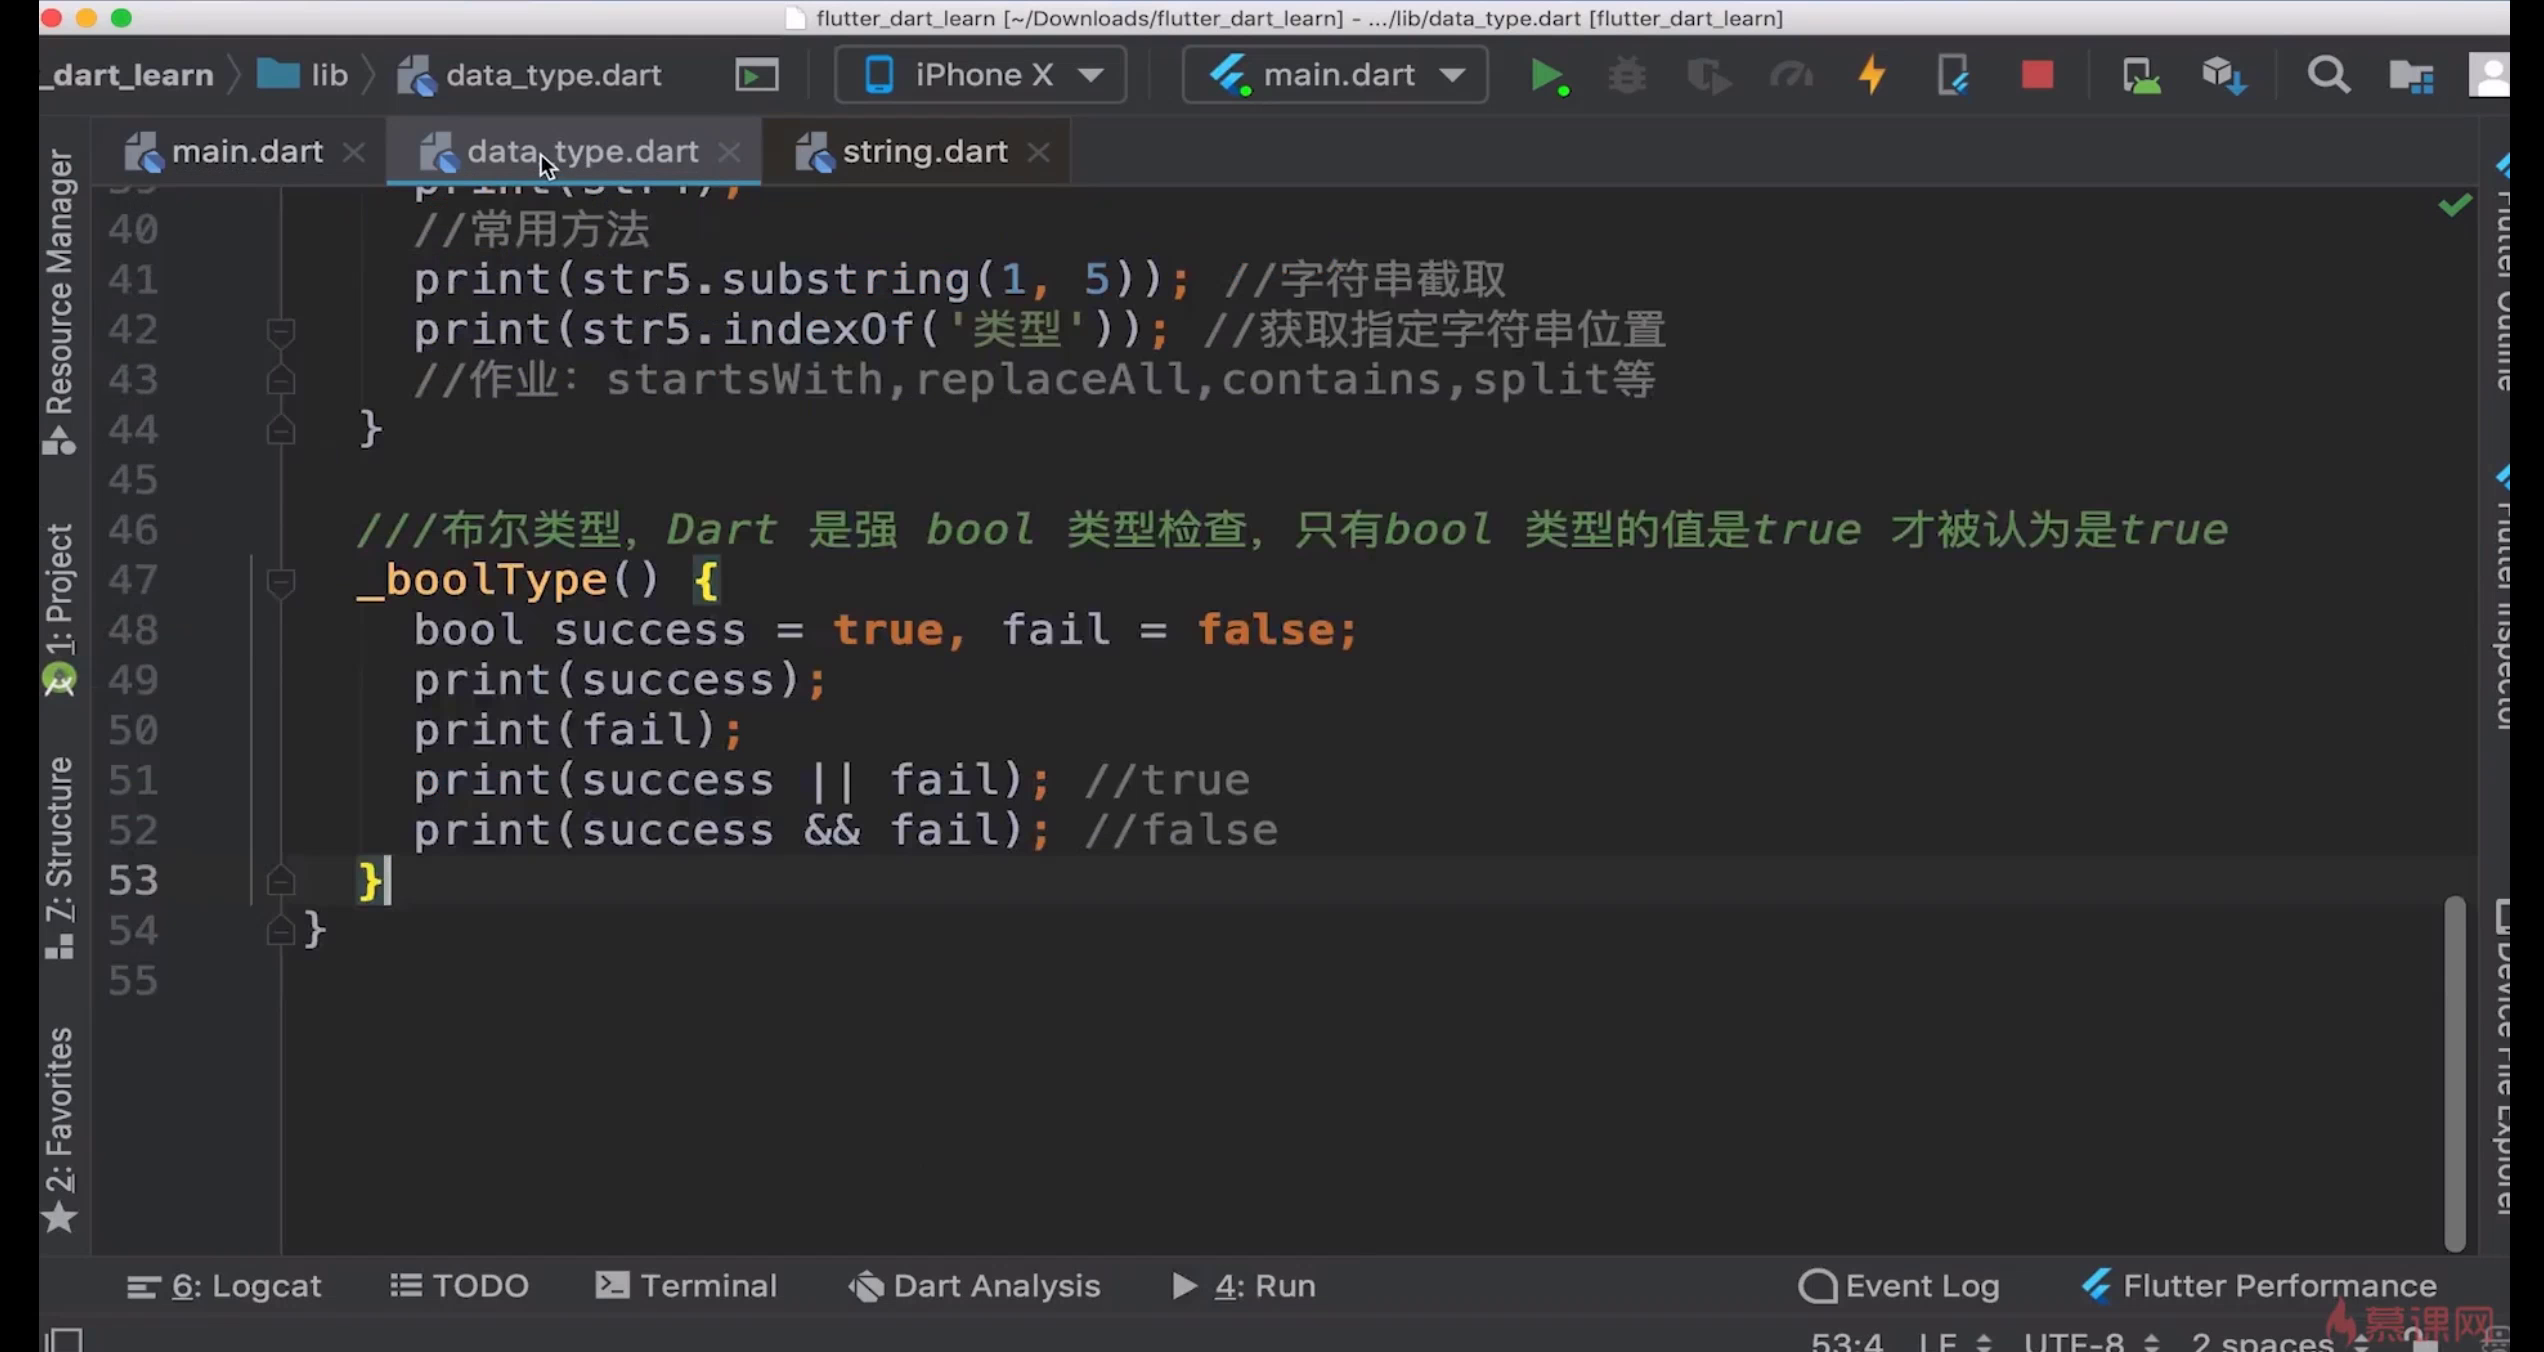 flutter_dart_learn [~/Downloads/flutter_dart_learn] - .../lib/data_type.dart [flutter_dart_learn]
_dart_learn lib data_type.dart iPhone X main.dart
main.dart data_type.dart string.dart
40 //常用方法
41 print(str5.substring(1, 5)); //字符串截取
42 print(str5.indexOf('类型')); //获取指定字符串位置
43 //作业：startsWith,replaceAll,contains,split等
44 }
45
46 ///布尔类型，Dart 是强 bool 类型检查，只有bool 类型的值是true 才被认为是true
47 _boolType() {
48 bool success = true, fail = false;
49 print(success);
50 print(fail);
51 print(success || fail); //true
52 print(success && fail); //false
53 }
54 }
55
Resource Manager
1: Project
7: Structure
2: Favorites
Flutter Outline
Flutter Inspector
Device File Explorer
6: Logcat TODO Terminal Dart Analysis 4: Run Event Log Flutter Performance
53:4 LF UTF-8 2 spaces
慕课网